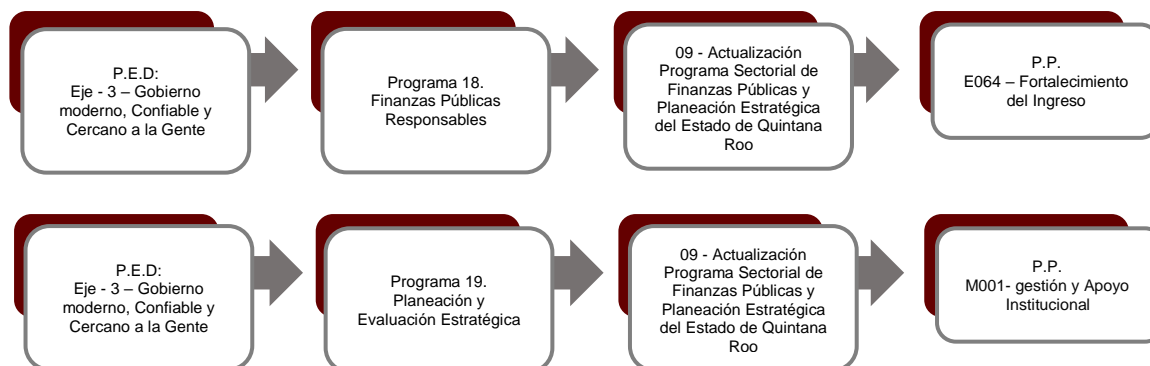 P.E.D:
Eje - 3 – Gobierno
moderno, Confiable y
Cercano a la Gente
Programa 18.
Finanzas Públicas
Responsables
09 - Actualización
Programa Sectorial de
Finanzas Públicas y
Planeación Estratégica
del Estado de Quintana
Roo
P.P.
E064 – Fortalecimiento
del Ingreso
P.E.D:
Eje - 3 – Gobierno
moderno, Confiable y
Cercano a la Gente
Programa 19.
Planeación y
Evaluación Estratégica
09 - Actualización
Programa Sectorial de
Finanzas Públicas y
Planeación Estratégica
del Estado de Quintana
Roo
P.P.
M001- gestión y Apoyo
Institucional